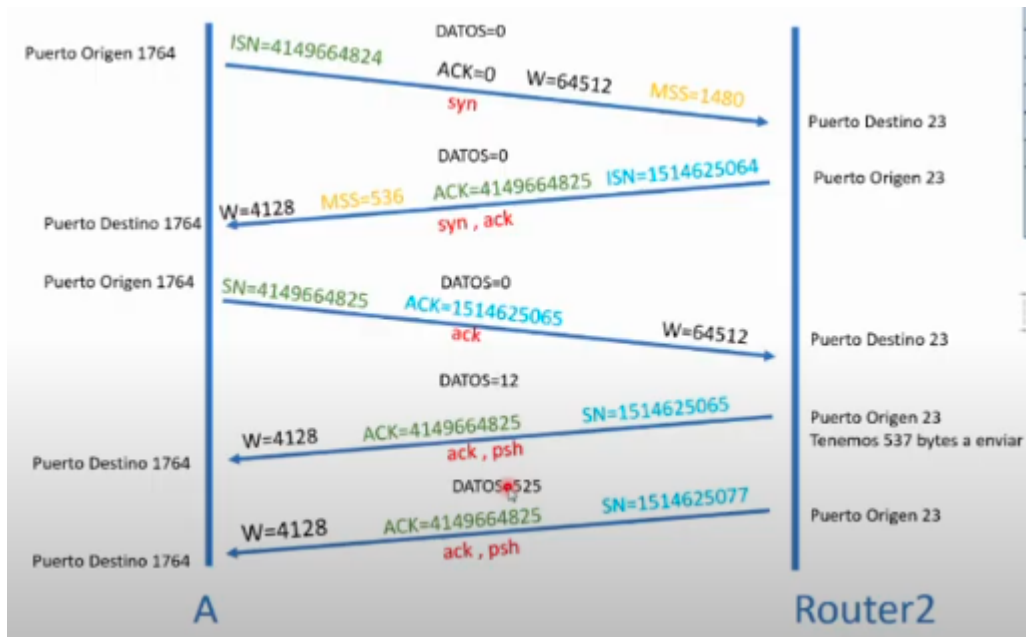 DATOS=0
Puerto Origen 1764
ISN=4149664824
ACK=0
W=64512
MSS=1480
syn
Puerto Destino 23
DATOS=0
W=4128
MSS=536
ACK=4149664825
ISN=1514625064
Puerto Origen 23
Puerto Destino 1764
syn , ack
Puerto Origen 1764
DATOS=0
SN=4149664825
ACK=1514625065
ack
W=64512
Puerto Destino 23
DATOS=12
W=4128
ACK=4149664825
SN=1514625065
Puerto Origen 23
Tenemos 537 bytes a enviar
Puerto Destino 1764
ack , psh
DATOS=525
W=4128
ACK=4149664825
SN=1514625077
Puerto Origen 23
Puerto Destino 1764
ack , psh
A
Router2